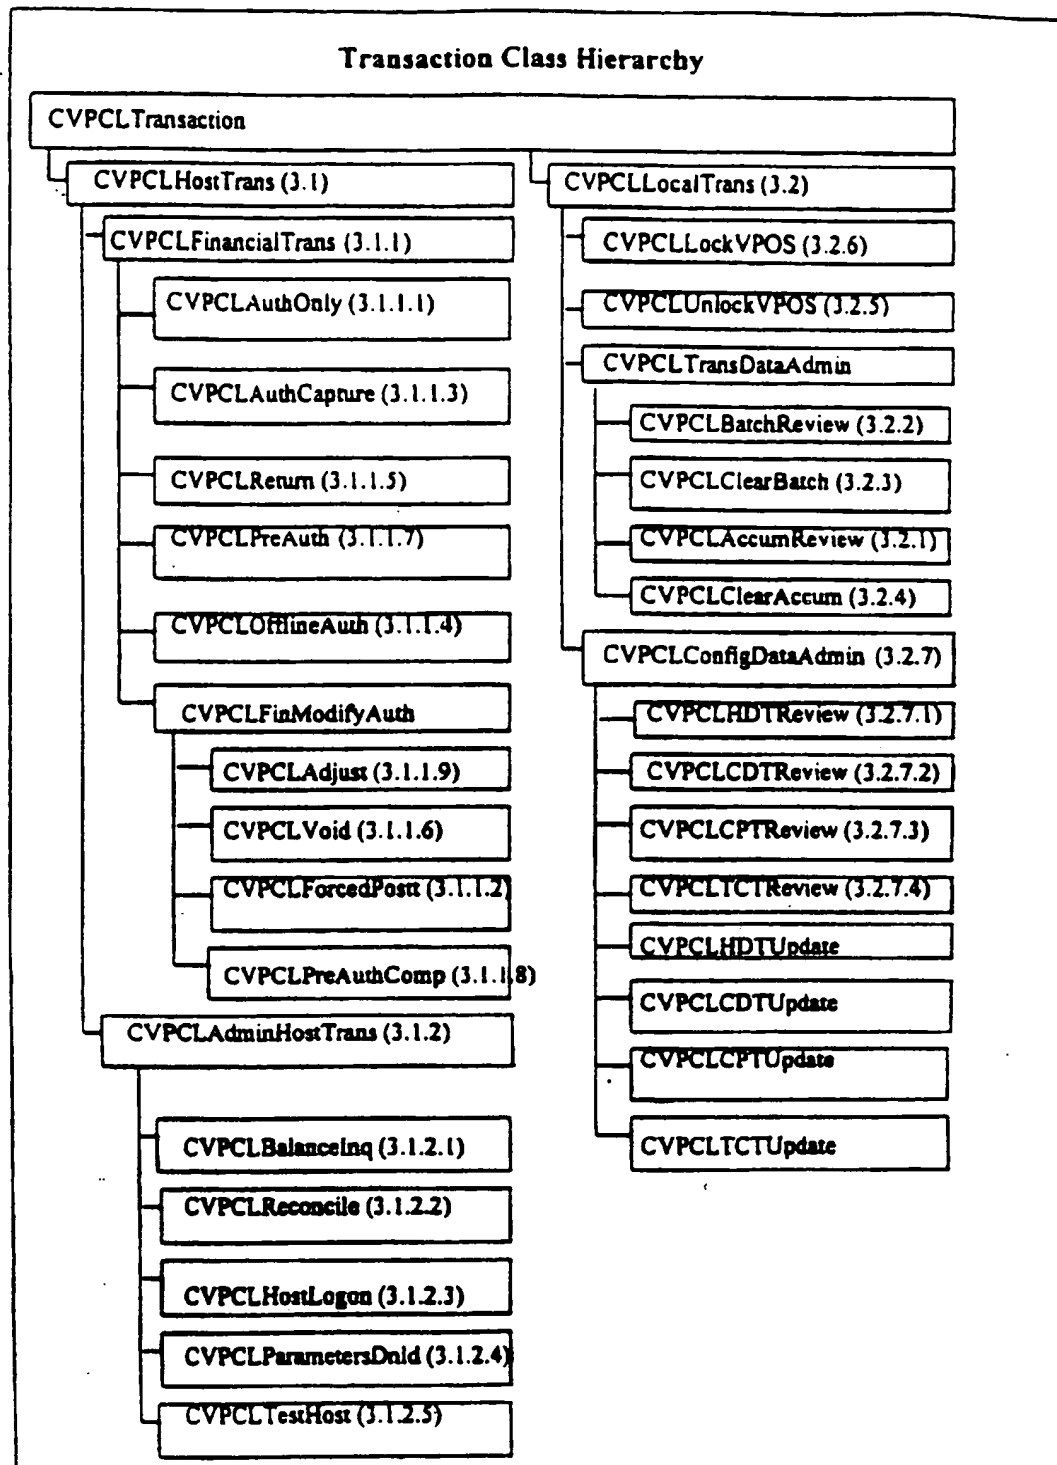 Transaction Class Hierarchy
CVPCLTransaction
CVPCLHostTrans (3.1)
CVPCLFinancialTrans (3.1.1)
CVPCLAuthOnly (3.1.1.1)
CVPCLAuthCapture (3.1.1.3)
CVPCLReturn (3.1.1.5)
CVPCLPreAuth (3.1.1.7)
CVPCLOfflineAuth (3.1.1.4)
CVPCLFinModifyAuth
CVPCLAdjust (3.1.1.9)
CVPCLVoid (3.1.1.6)
CVPCLForcedPostt (3.1.1.2)
CVPCLPreAuthComp (3.1.1.8)
CVPCLAdminHostTrans (3.1.2)
CVPCLBalanceInq (3.1.2.1)
CVPCLReconcile (3.1.2.2)
CVPCLHostLogon (3.1.2.3)
CVPCLParametersDnld (3.1.2.4)
CVPCLTestHost (3.1.2.5)
CVPCLLocalTrans (3.2)
CVPCLLockVPOS (3.2.6)
CVPCLUnlockVPOS (3.2.5)
CVPCLTransDataAdmin
CVPCLBatchReview (3.2.2)
CVPCLClearBatch (3.2.3)
CVPCLAccumReview (3.2.1)
CVPCLClearAccum (3.2.4)
CVPCLConfigDataAdmin (3.2.7)
CVPCLHDTReview (3.2.7.1)
CVPCLCDTReview (3.2.7.2)
CVPCLCPTReview (3.2.7.3)
CVPCLTCTReview (3.2.7.4)
CVPCLHDTUpdate
CVPCLCDTUpdate
CVPCLCPTUpdate
CVPCLTCTUpdate